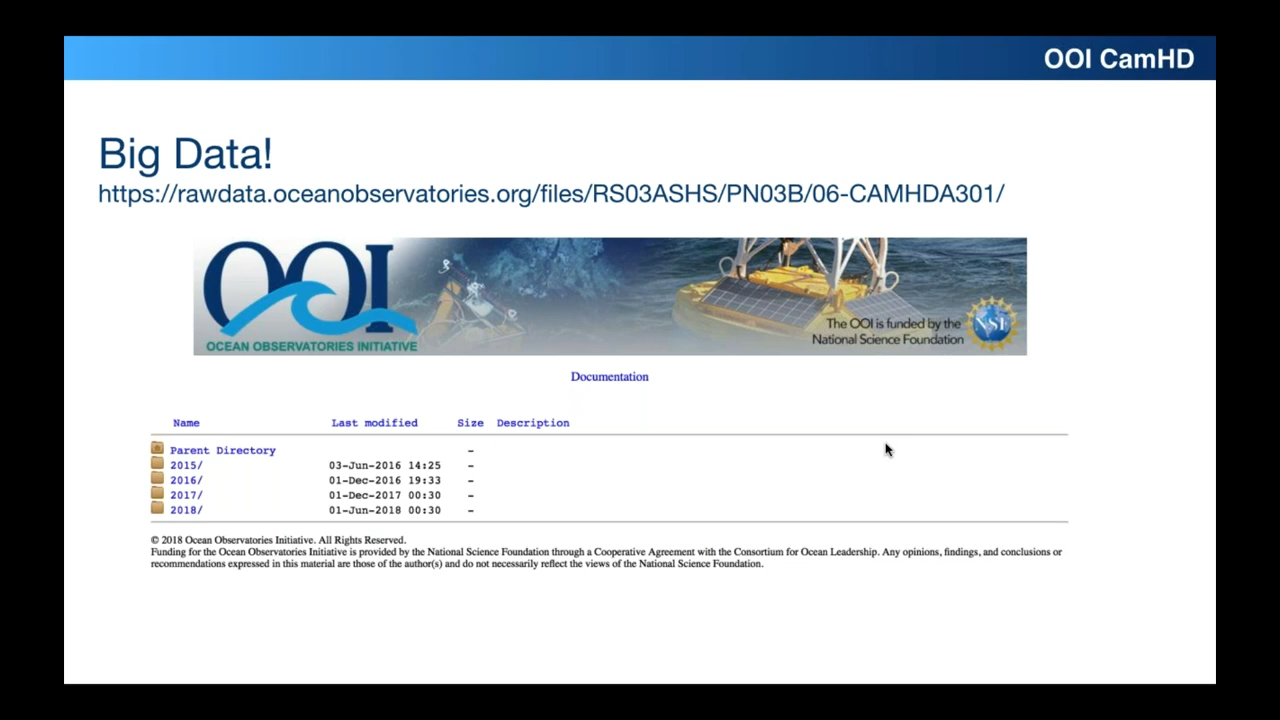 OOI CamHD
Big Data!
https://rawdata.oceanobservatories.org/files/RS03ASHS/PN03B/06-CAMHDA301/
OOI
OCEAN OBSERVATORIES INITIATIVE
The OOI is funded by the
National Science Foundation
NSF
Documentation
Name Last modified Size Description
Parent Directory -
2015/ 03-Jun-2016 14:25 -
2016/ 01-Dec-2016 19:33 -
2017/ 01-Dec-2017 00:30 -
2018/ 01-Jun-2018 00:30 -
© 2018 Ocean Observatories Initiative. All Rights Reserved.
Funding for the Ocean Observatories Initiative is provided by the National Science Foundation through a Cooperative Agreement with the Consortium for Ocean Leadership. Any opinions, findings, and conclusions or
recommendations expressed in this material are those of the author(s) and do not necessarily reflect the views of the National Science Foundation.